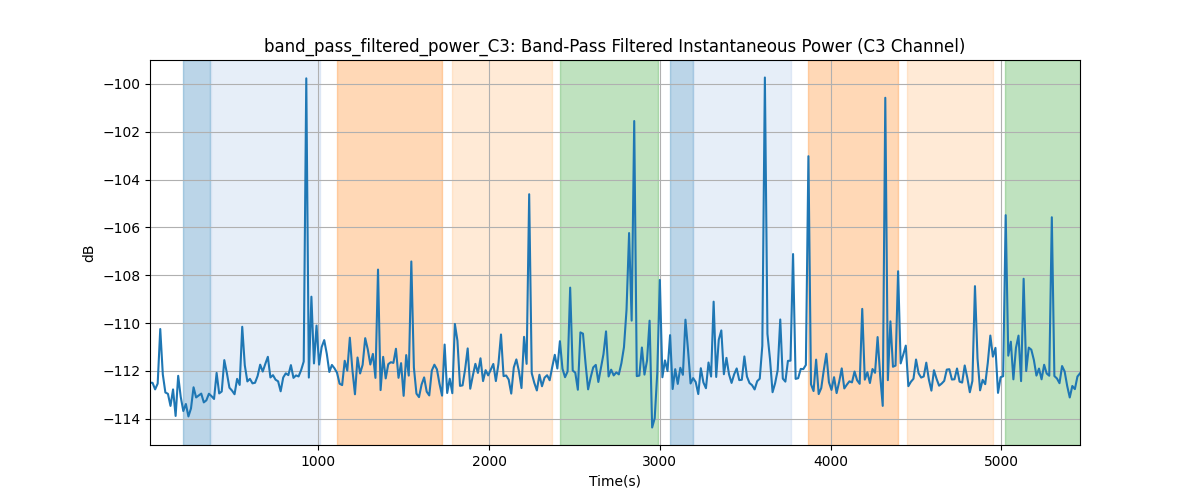 band_pass_filtered_power_C3: Band-Pass Filtered Instantaneous Power (C3 Channel)
−100
−102
−104
−106
−108
−110
−112
−114
dB
1000 2000 3000 4000 5000
Time(s)